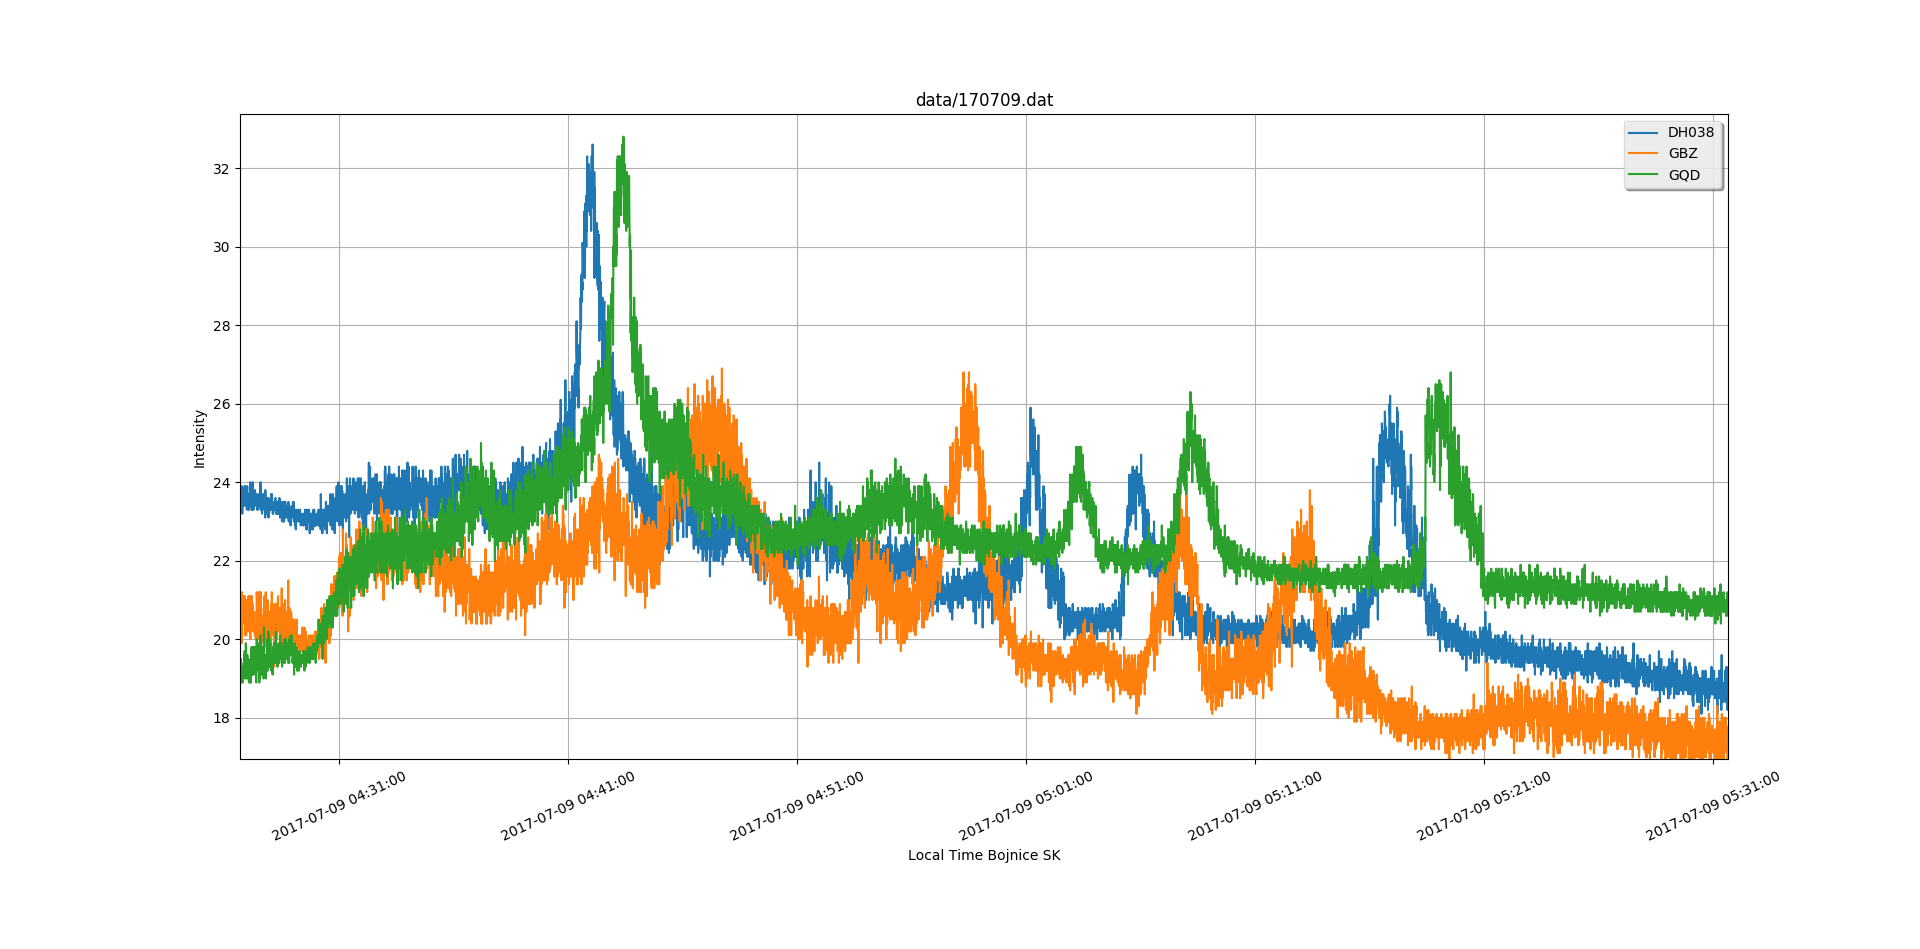 data/170709.dat
DH038
GBZ
GQD
32
30
28
26
24
22
20
18
Intensity
2017-07-09 04:31:00
2017-07-09 04:41:00
2017-07-09 04:51:00
2017-07-09 05:01:00
2017-07-09 05:11:00
2017-07-09 05:21:00
2017-07-09 05:31:00
Local Time Bojnice SK